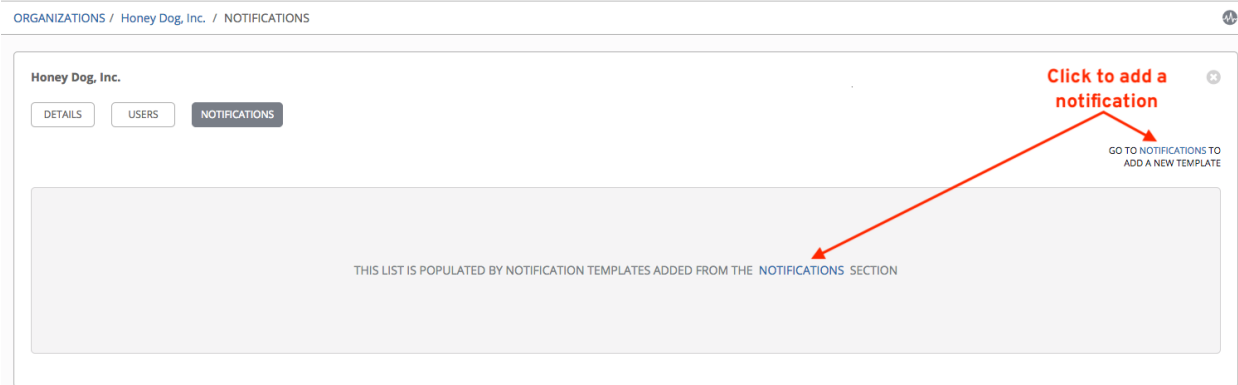 ORGANIZATIONS / Honey Dog, Inc. / NOTIFICATIONS
Honey Dog, Inc.
Click to add a
notification
DETAILS USERS NOTIFICATIONS
GO TO NOTIFICATIONS TO
ADD A NEW TEMPLATE
THIS LIST IS POPULATED BY NOTIFICATION TEMPLATES ADDED FROM THE NOTIFICATIONS SECTION